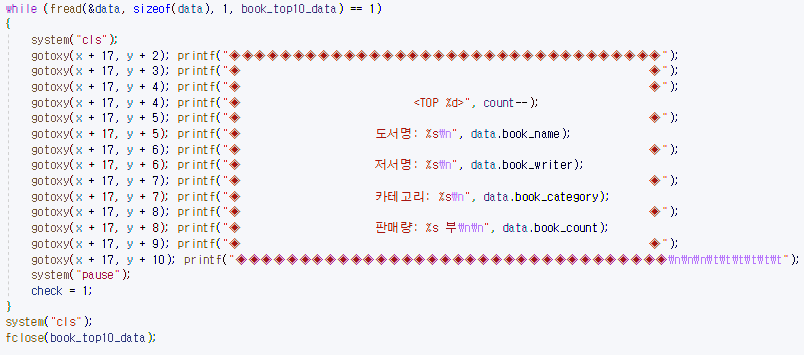 while (fread(&data, sizeof(data), 1, book_top10_data) == 1)
{
    system("cls");
    gotoxy(x + 17, y + 2); printf("◈◈◈◈◈◈◈◈◈◈◈◈◈◈◈◈◈◈◈◈◈◈◈◈◈◈◈◈◈◈◈◈◈◈◈");
    gotoxy(x + 17, y + 3); printf("◈                                                                  ◈");
    gotoxy(x + 17, y + 4); printf("◈                                                                  ◈");
    gotoxy(x + 17, y + 4); printf("◈                            <TOP %d>", count--);
    gotoxy(x + 17, y + 5); printf("◈                                                                  ◈");
    gotoxy(x + 17, y + 5); printf("◈                      도서명: %s₩n", data.book_name);
    gotoxy(x + 17, y + 6); printf("◈                                                                  ◈");
    gotoxy(x + 17, y + 6); printf("◈                      저서명: %s₩n", data.book_writer);
    gotoxy(x + 17, y + 7); printf("◈                                                                  ◈");
    gotoxy(x + 17, y + 7); printf("◈                      카테고리: %s₩n", data.book_category);
    gotoxy(x + 17, y + 8); printf("◈                                                                  ◈");
    gotoxy(x + 17, y + 8); printf("◈                      판매량: %s 부₩n₩n", data.book_count);
    gotoxy(x + 17, y + 9); printf("◈                                                                  ◈");
    gotoxy(x + 17, y + 10); printf("◈◈◈◈◈◈◈◈◈◈◈◈◈◈◈◈◈◈◈◈◈◈◈◈◈◈◈◈◈◈◈◈◈◈◈₩n₩n₩n₩t₩t₩t₩t₩t₩t");
    system("pause");
    check = 1;
}
system("cls");
fclose(book_top10_data);